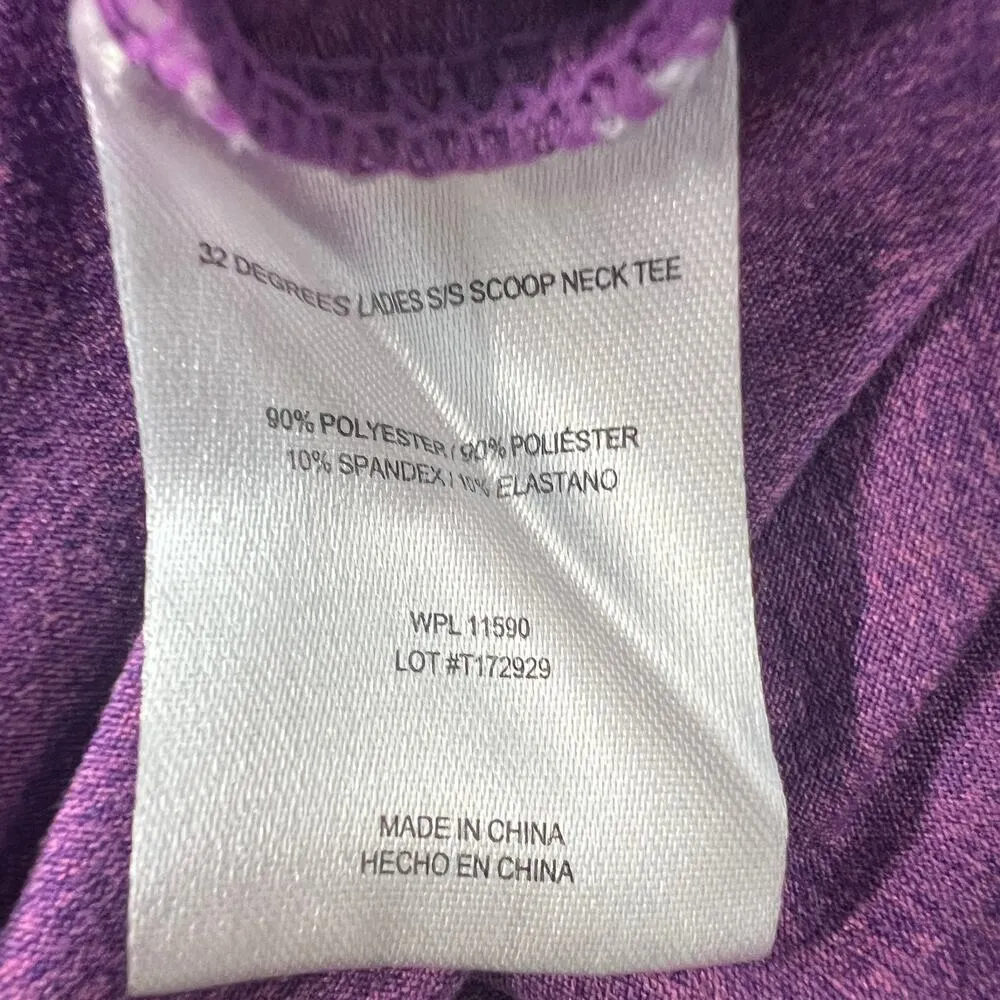 32 DEGREES LADIES S/S SCOOP NECK TEE
90% POLYESTER / 90% POLIÉSTER
10% SPANDEX / 10% ELASTANO
WPL 11590
LOT #T172929
MADE IN CHINA
HECHO EN CHINA